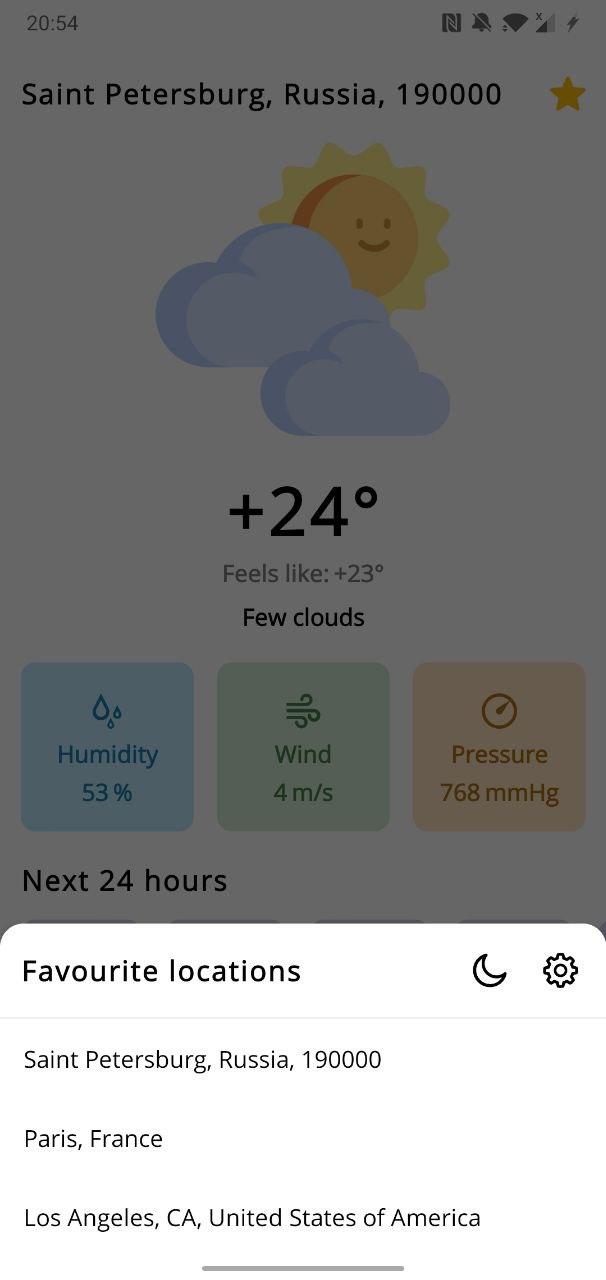 20:54
Saint Petersburg, Russia, 190000
+24°
Feels like: +23°
Few clouds
Humidity
53 %
Wind
4 m/s
Pressure
768 mmHg
Next 24 hours
Favourite locations
Saint Petersburg, Russia, 190000
Paris, France
Los Angeles, CA, United States of America